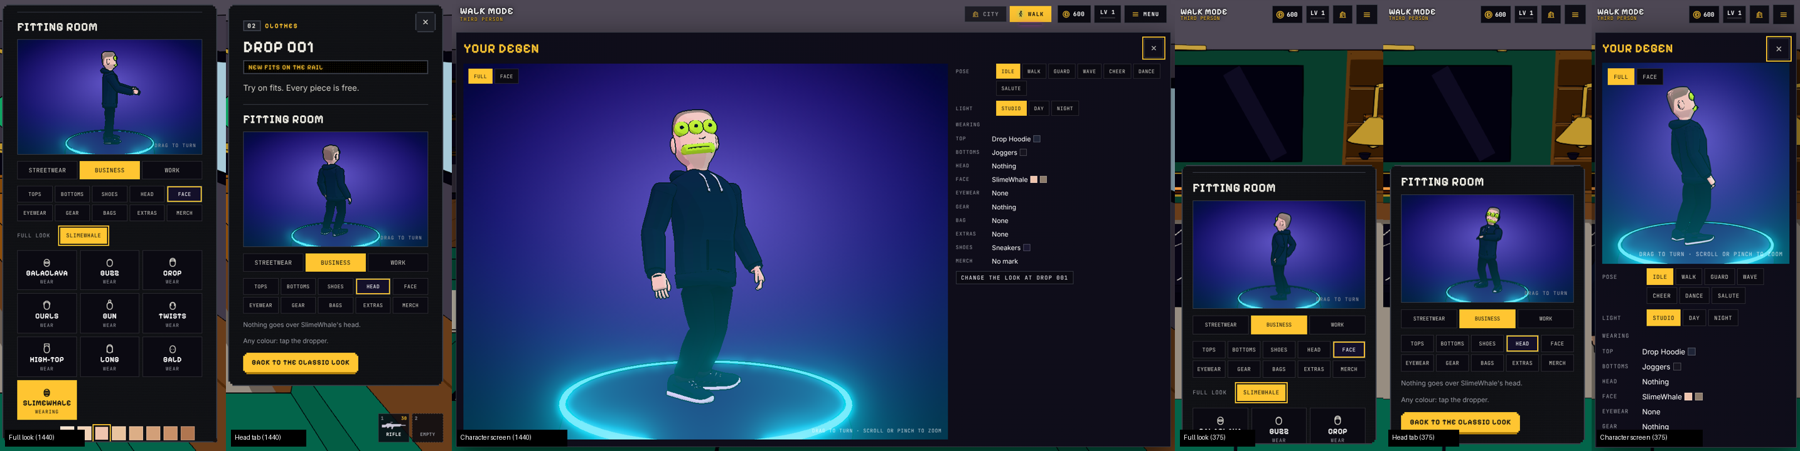 FITTING ROOM
DRAG TO TURN
STREETWEAR BUSINESS WORK
TOPS BOTTOMS SHOES HEAD FACE
EYEWEAR GEAR BAGS EXTRAS MERCH
FULL LOOK SLIMEWHALE
BALACLAVA BUZZ CROP
WEAR WEAR WEAR
CURLS BUN TWISTS
WEAR WEAR WEAR
HIGH-TOP LONG BALD
WEAR WEAR WEAR
SLIMEWHALE
WEARING
Full look (1440)
02 CLOTHES
×
DROP 001
NEW FITS ON THE RAIL
Try on fits. Every piece is free.
FITTING ROOM
DRAG TO TURN
STREETWEAR BUSINESS WORK
TOPS BOTTOMS SHOES HEAD FACE
EYEWEAR GEAR BAGS EXTRAS MERCH
Nothing goes over SlimeWhale's head.
Any colour: tap the dropper.
BACK TO THE CLASSIC LOOK
1 30 2
RIFLE EMPTY
Head tab (1440)
WALK MODE
THIRD PERSON
CITY WALK 600 LV 1 MENU
YOUR DEGEN
×
FULL FACE
POSE IDLE WALK GUARD WAVE CHEER DANCE
SALUTE
LIGHT STUDIO DAY NIGHT
WEARING
TOP Drop Hoodie
BOTTOMS Joggers
HEAD Nothing
FACE SlimeWhale
EYEWEAR None
GEAR Nothing
BAG None
EXTRAS None
SHOES Sneakers
MERCH No mark
CHANGE THE LOOK AT DROP 001
DRAG TO TURN · SCROLL OR PINCH TO ZOOM
Character screen (1440)
WALK MODE
THIRD PERSON
600 LV 1
FITTING ROOM
DRAG TO TURN
STREETWEAR BUSINESS WORK
TOPS BOTTOMS SHOES HEAD FACE
EYEWEAR GEAR BAGS EXTRAS MERCH
FULL LOOK SLIMEWHALE
BUZZ CROP
WEAR WEAR
Full look (375)
WALK MODE
THIRD PERSON
600 LV 1
FITTING ROOM
DRAG TO TURN
STREETWEAR BUSINESS WORK
TOPS BOTTOMS SHOES HEAD FACE
EYEWEAR GEAR BAGS EXTRAS MERCH
Nothing goes over SlimeWhale's head.
Any colour: tap the dropper.
BACK TO THE CLASSIC LOOK
Head tab (375)
WALK MODE
THIRD PERSON
600 LV 1
YOUR DEGEN
×
FULL FACE
DRAG TO TURN · SCROLL OR PINCH TO ZOOM
POSE IDLE WALK GUARD WAVE
CHEER DANCE SALUTE
LIGHT STUDIO DAY NIGHT
WEARING
TOP Drop Hoodie
BOTTOMS Joggers
HEAD Nothing
FACE SlimeWhale
EYEWEAR None
Nothing
Character screen (375)